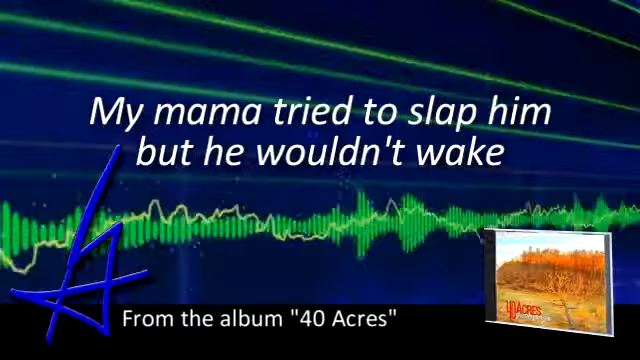 My mama tried to slap him
but he wouldn't wake
40 ACRES
From the album "40 Acres"